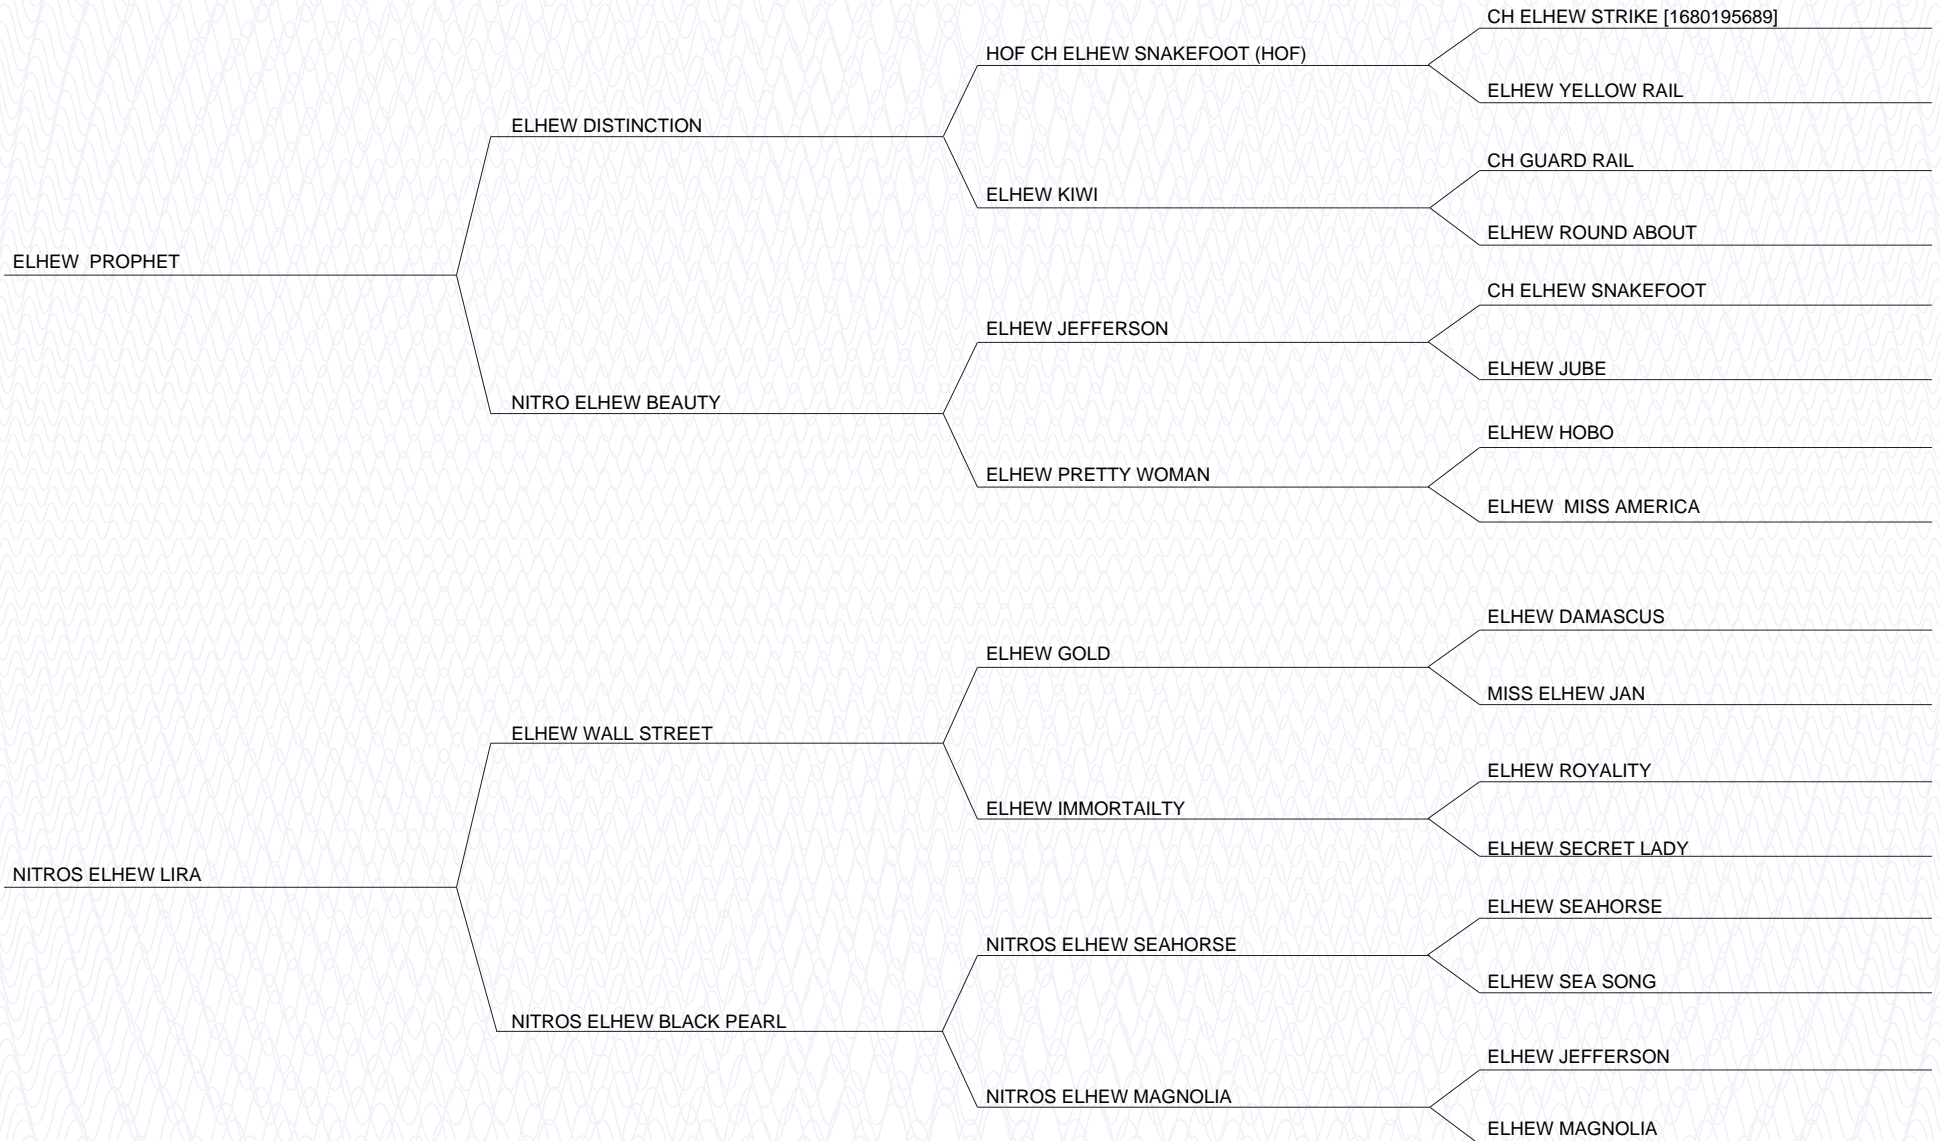 CH ELHEW STRIKE [1680195689]
HOF CH ELHEW SNAKEFOOT (HOF)
ELHEW YELLOW RAIL
ELHEW DISTINCTION
CH GUARD RAIL
ELHEW KIWI
ELHEW ROUND ABOUT
ELHEW  PROPHET
CH ELHEW SNAKEFOOT
ELHEW JEFFERSON
ELHEW JUBE
NITRO ELHEW BEAUTY
ELHEW HOBO
ELHEW PRETTY WOMAN
ELHEW  MISS AMERICA
ELHEW DAMASCUS
ELHEW GOLD
MISS ELHEW JAN
ELHEW WALL STREET
ELHEW ROYALITY
ELHEW IMMORTAILTY
ELHEW SECRET LADY
NITROS ELHEW LIRA
ELHEW SEAHORSE
NITROS ELHEW SEAHORSE
ELHEW SEA SONG
NITROS ELHEW BLACK PEARL
ELHEW JEFFERSON
NITROS ELHEW MAGNOLIA
ELHEW MAGNOLIA